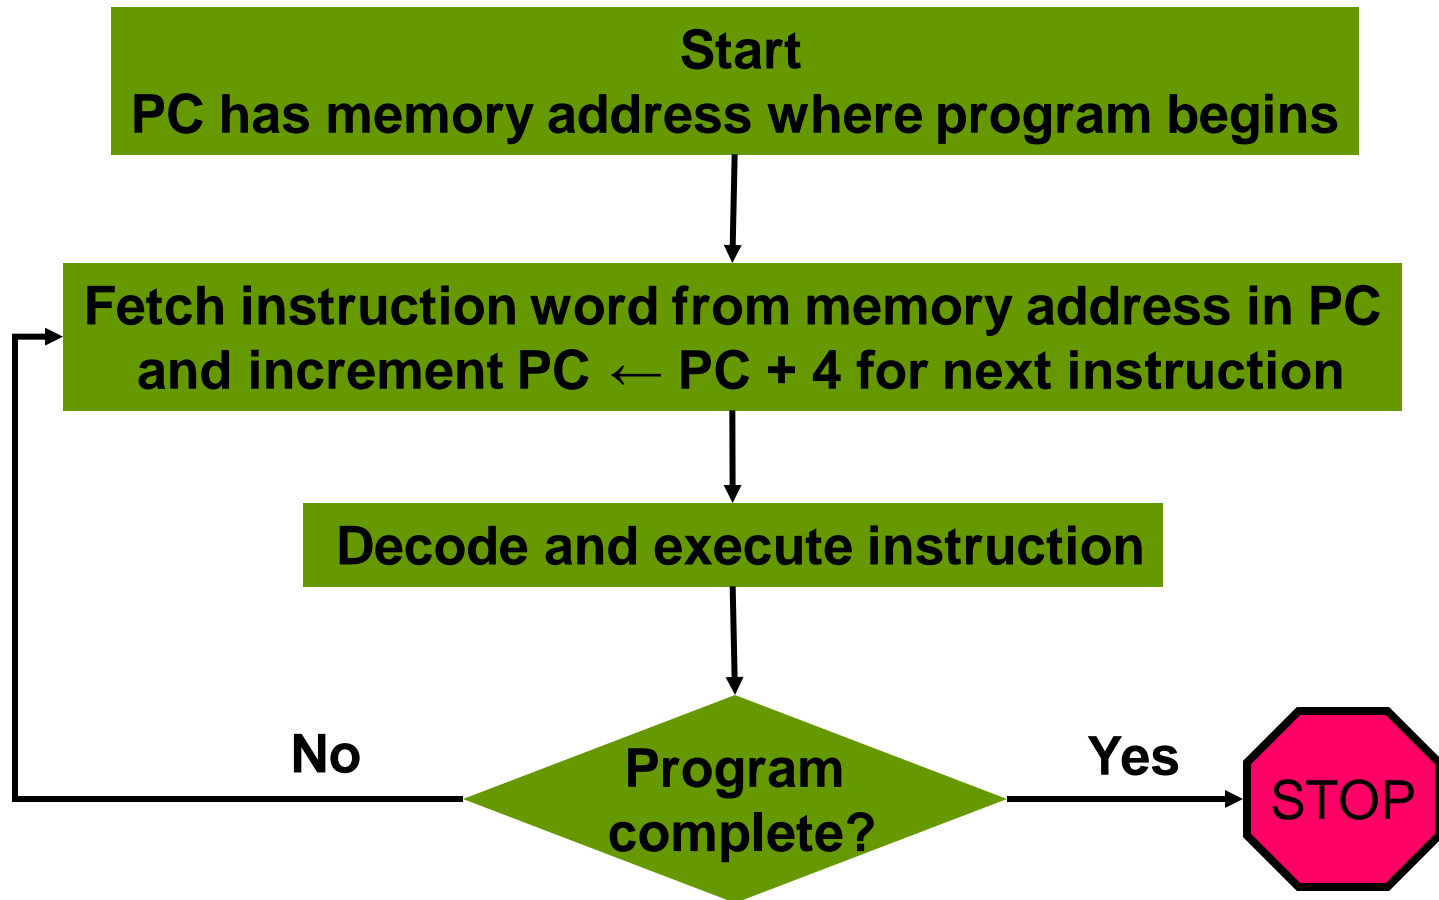 Start
PC has memory address where program begins
Fetch instruction word from memory address in PC
and increment PC ← PC + 4 for next instruction
Decode and execute instruction
No
Program
complete?
Yes
STOP